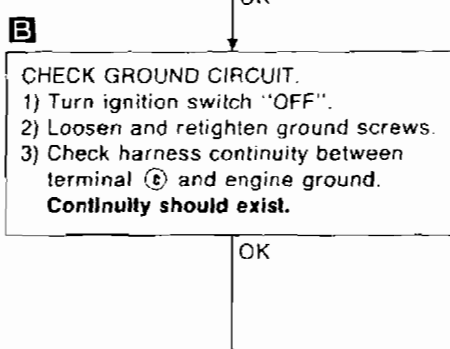 OK
B
CHECK GROUND CIRCUIT.
1) Turn ignition switch "OFF".
2) Loosen and retighten ground screws.
3) Check harness continuity between
terminal ⓒ and engine ground.
Continuity should exist.
OK